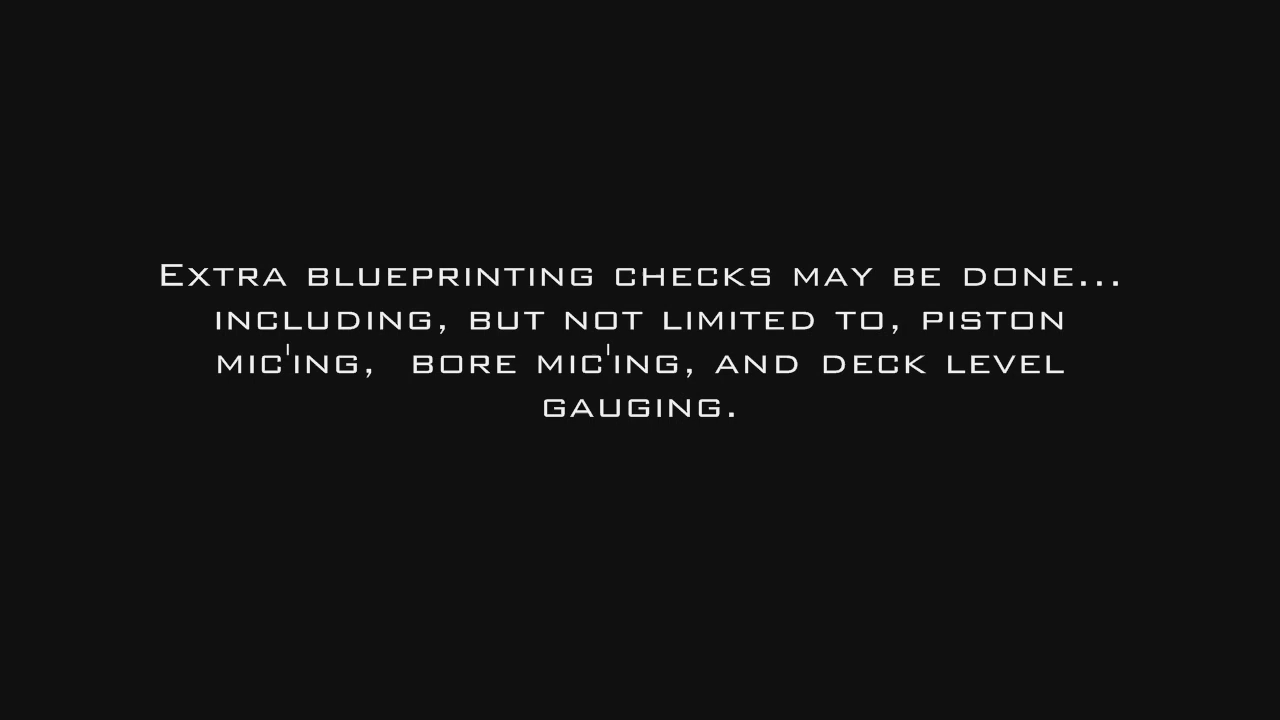 Extra blueprinting checks may be done...
including, but not limited to, piston
mic'ing,  bore mic'ing, and deck level
gauging.